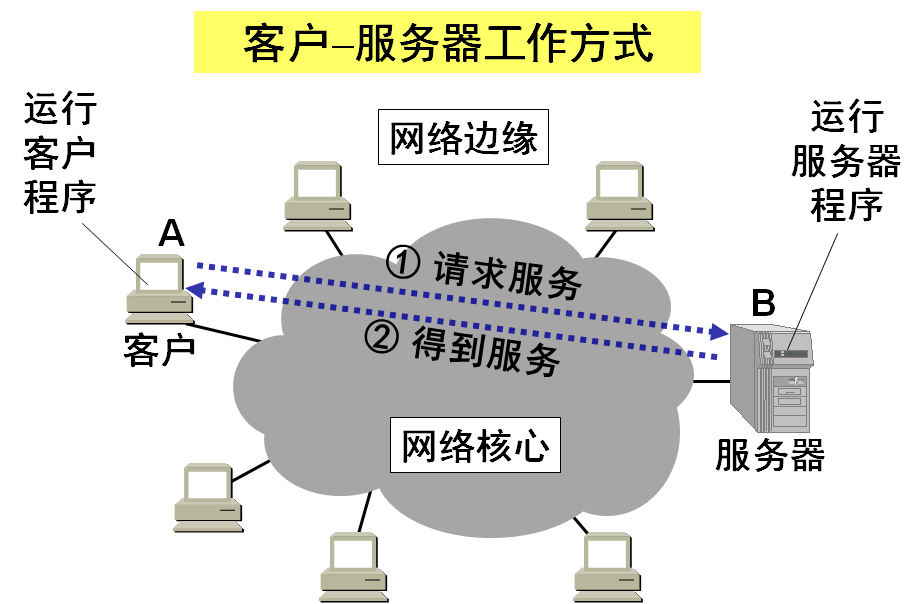 客户–服务器工作方式
运行
客户
程序
网络边缘
运行
服务器
程序
A
① 请求服务
B
② 得到服务
客户
网络核心
服务器